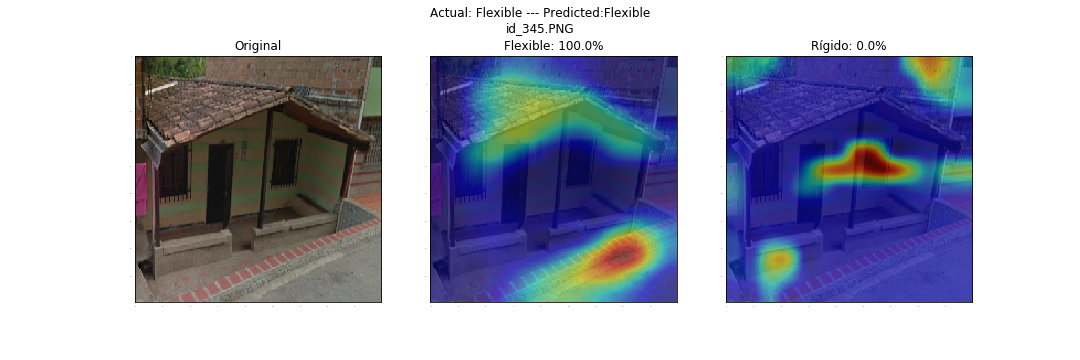 Actual: Flexible --- Predicted:Flexible
id_345.PNG
Original
Flexible: 100.0%
Rígido: 0.0%